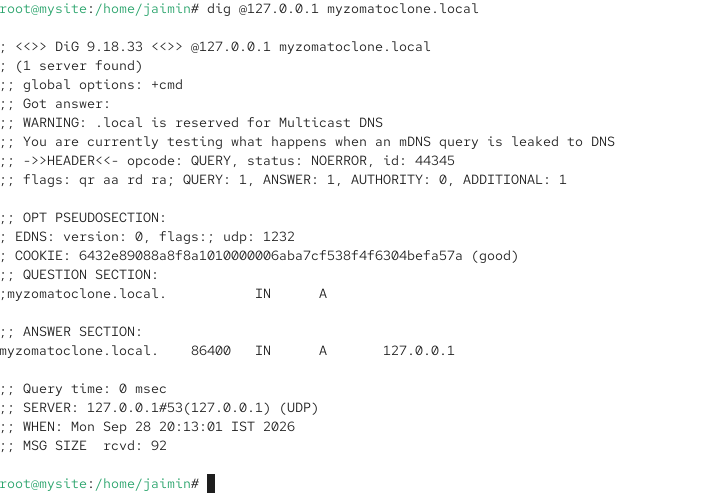 root@mysite:/home/jaimin# dig @127.0.0.1 myzomatoclone.local
; <<>> DiG 9.18.33 <<>> @127.0.0.1 myzomatoclone.local
; (1 server found)
;; global options: +cmd
;; Got answer:
;; WARNING: .local is reserved for Multicast DNS
;; You are currently testing what happens when an mDNS query is leaked to DNS
;; ->>HEADER<<- opcode: QUERY, status: NOERROR, id: 44345
;; flags: qr aa rd ra; QUERY: 1, ANSWER: 1, AUTHORITY: 0, ADDITIONAL: 1
;; OPT PSEUDOSECTION:
; EDNS: version: 0, flags:; udp: 1232
; COOKIE: 6432e89088a8f8a1010000006aba7cf538f4f6304befa57a (good)
;; QUESTION SECTION:
;myzomatoclone.local. IN A
;; ANSWER SECTION:
myzomatoclone.local. 86400 IN A 127.0.0.1
;; Query time: 0 msec
;; SERVER: 127.0.0.1#53(127.0.0.1) (UDP)
;; WHEN: Mon Sep 28 20:13:01 IST 2026
;; MSG SIZE rcvd: 92
root@mysite:/home/jaimin#